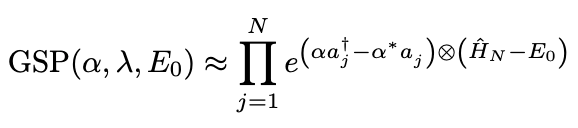 GSP(α, λ, E₀) ≈ ∏_{j=1}^{N} e^{(αa_j^† − α^*a_j)⊗(Ĥ_N − E₀)}